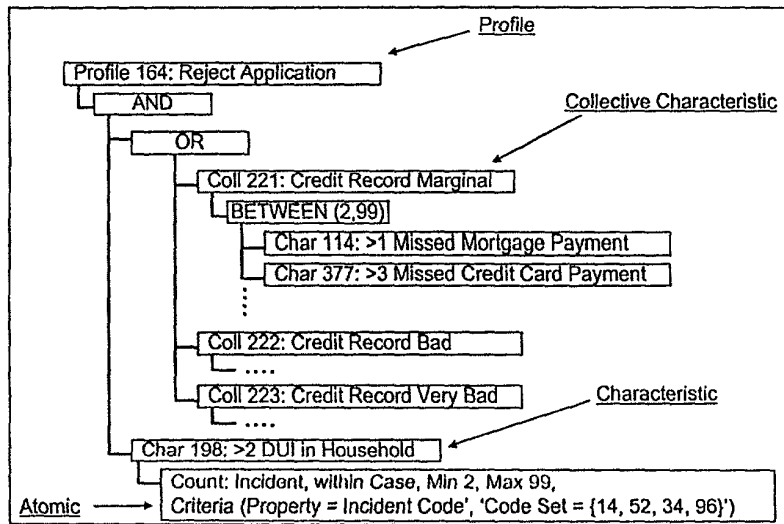 Profile
Profile 164: Reject Application
AND
Collective Characteristic
OR
Coll 221: Credit Record Marginal
BETWEEN (2,99)
Char 114: >1 Missed Mortgage Payment
Char 377: >3 Missed Credit Card Payment
.....
Coll 222: Credit Record Bad
....
Coll 223: Credit Record Very Bad
....
Characteristic
Char 198: >2 DUI in Household
Count: Incident, within Case, Min 2, Max 99,
Atomic
Criteria (Property = Incident Code', 'Code Set = {14, 52, 34, 96}')